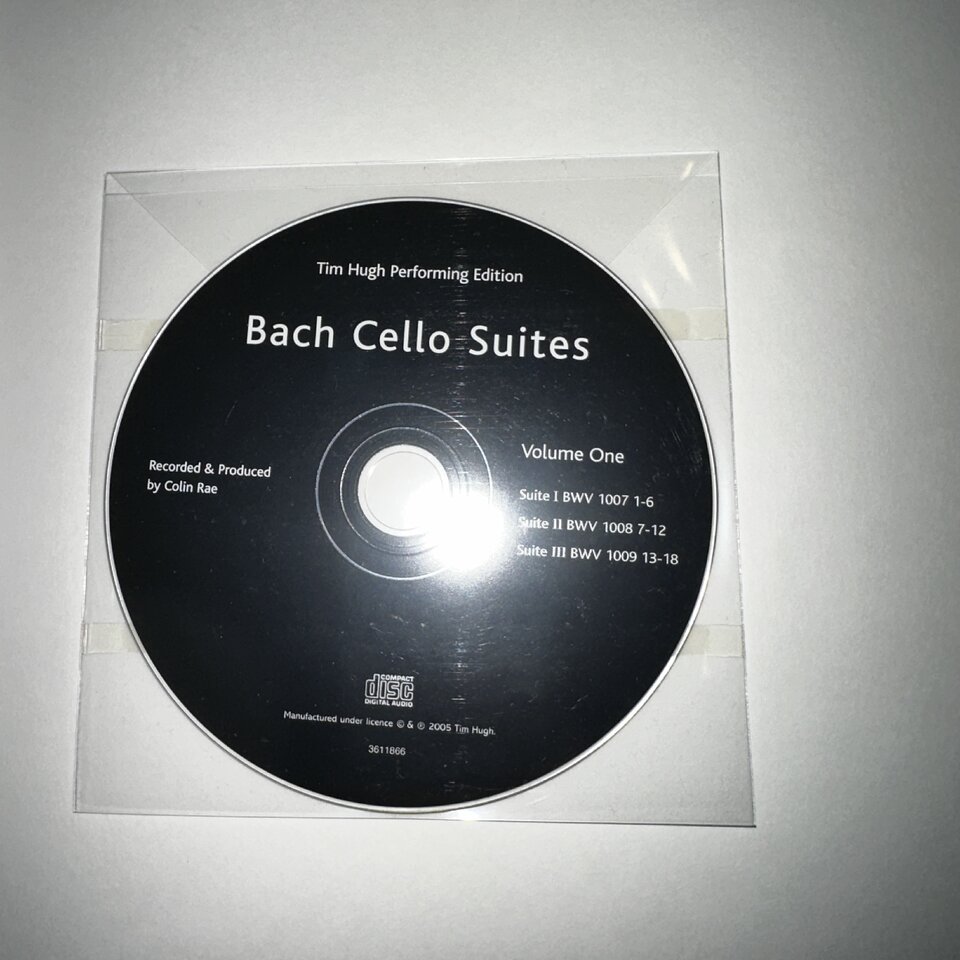 Tim Hugh Performing Edition
Bach Cello Suites
Recorded & Produced
by Colin Rae
Volume One
Suite I BWV 1007 1-6
Suite II BWV 1008 7-12
Suite III BWV 1009 13-18
COMPACT
disc
DIGITAL AUDIO
Manufactured under licence © & ℗ 2005 Tim Hugh.
3611866